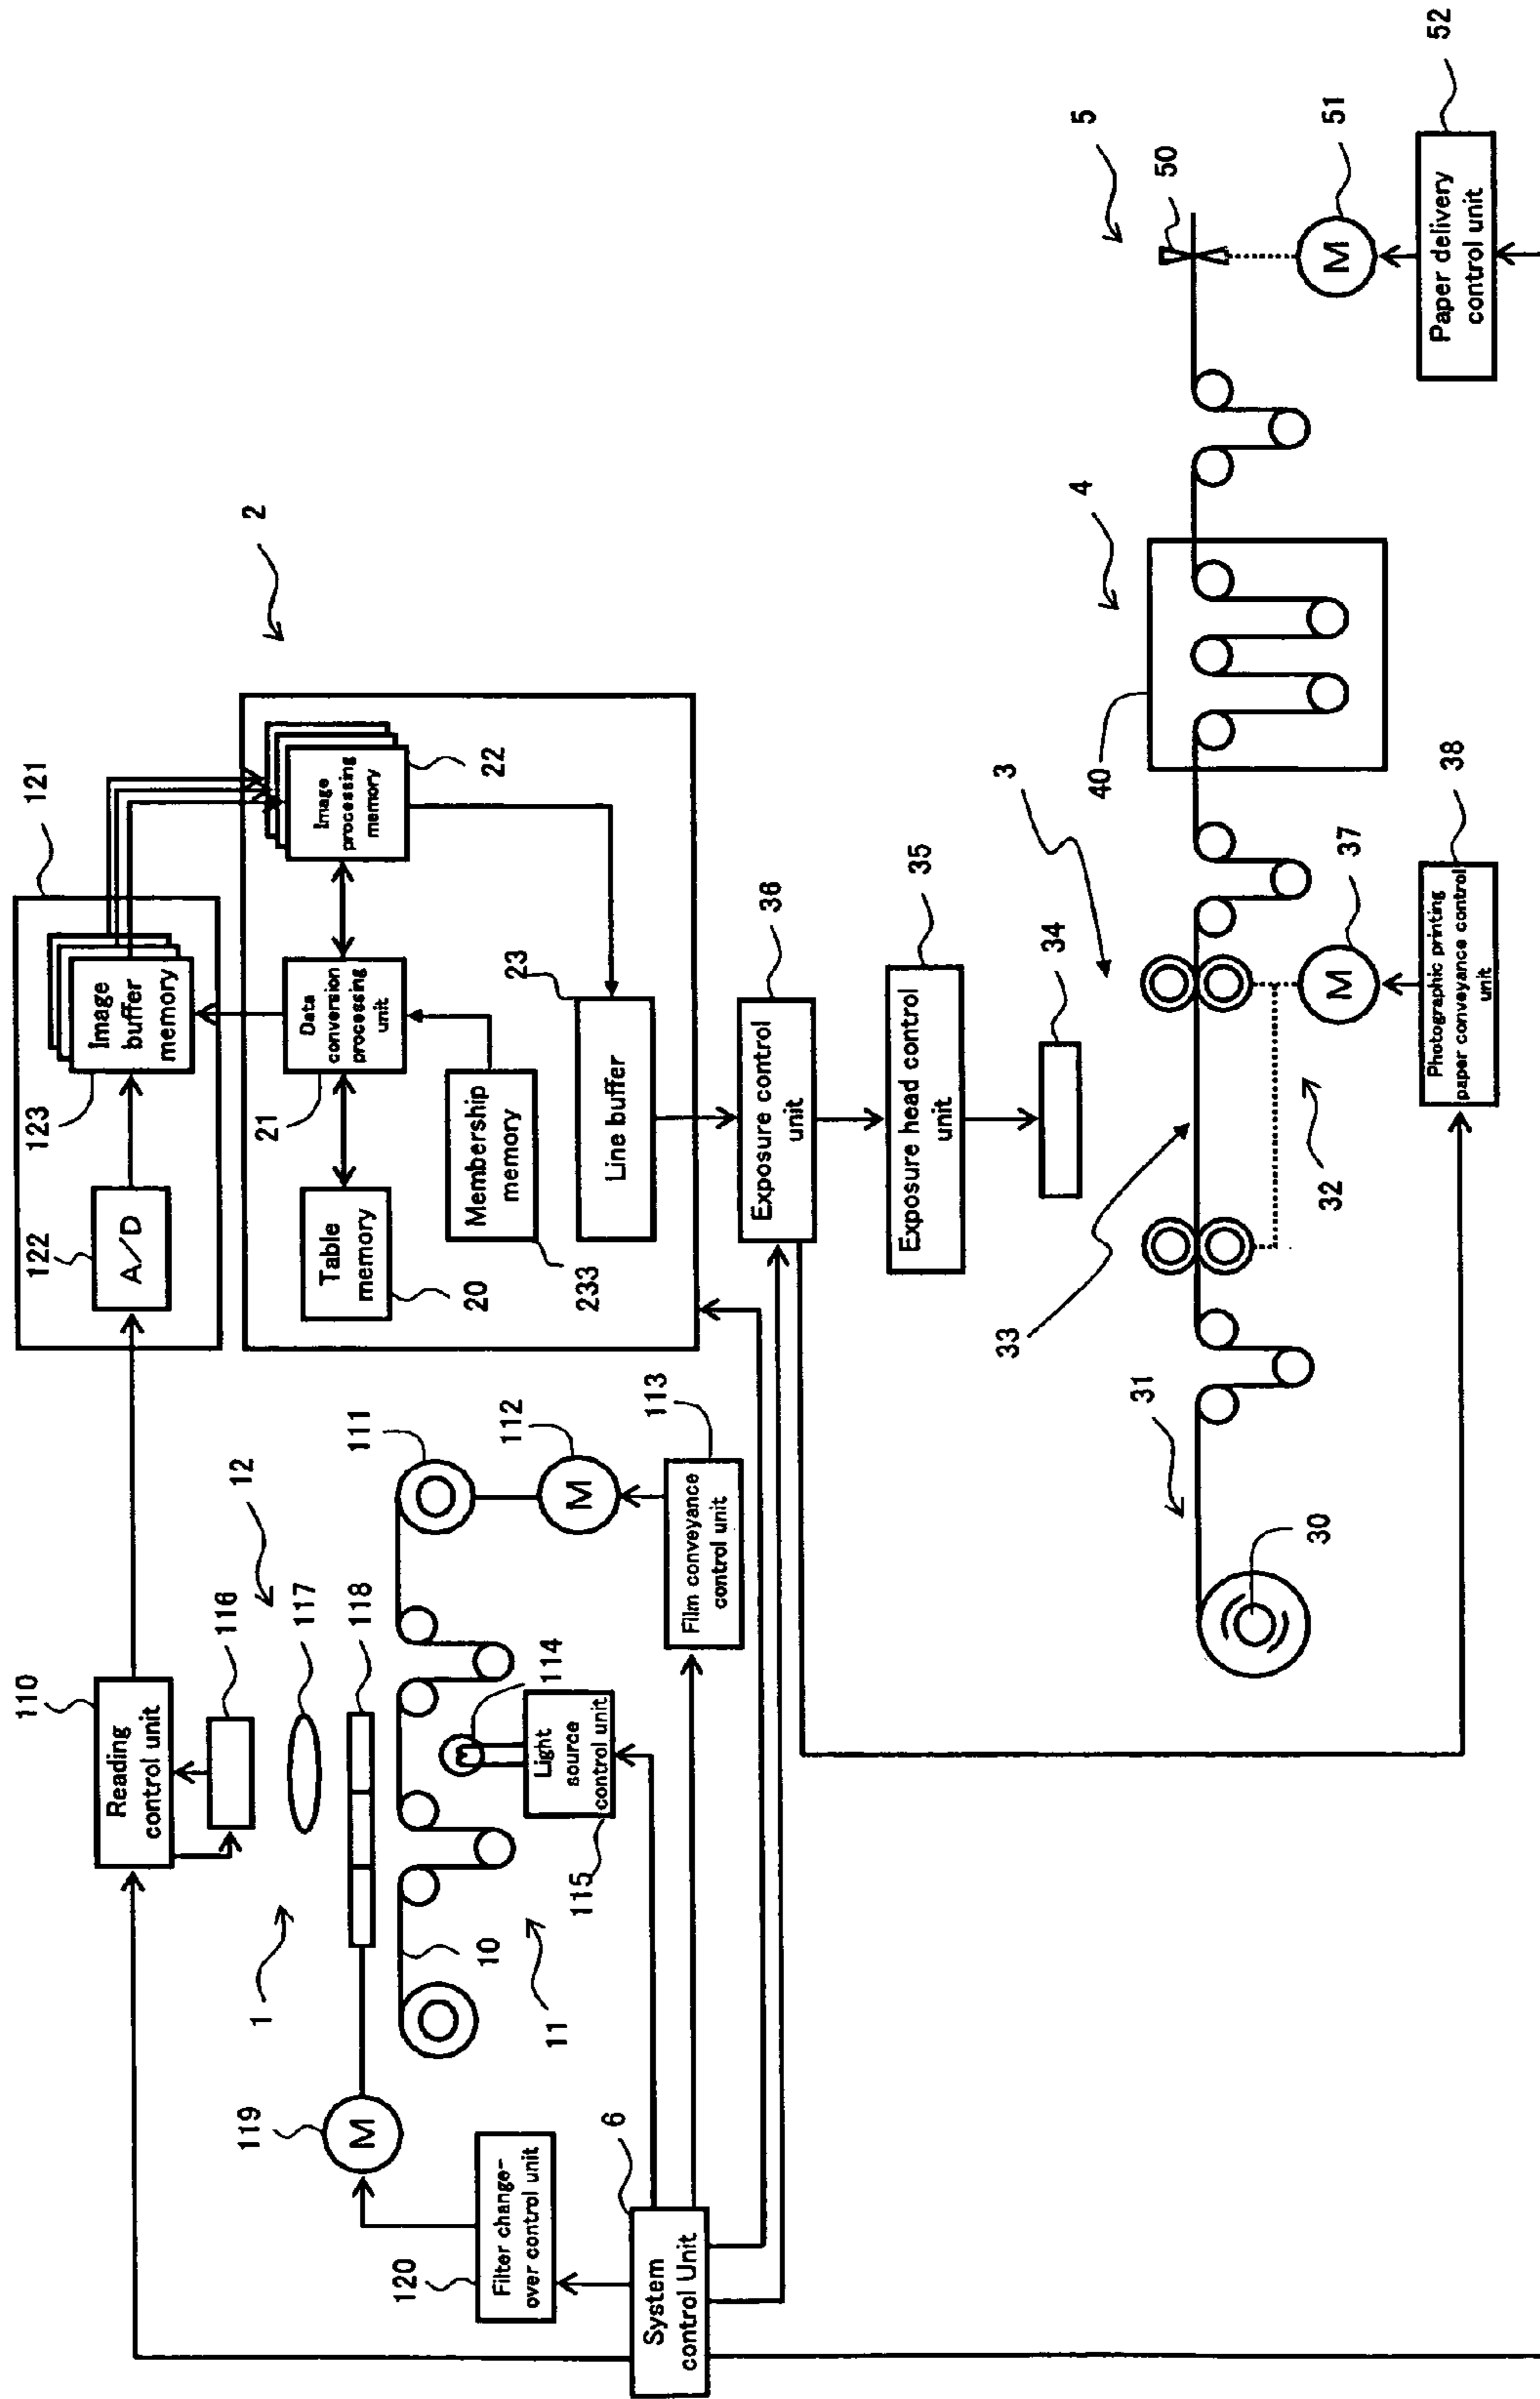 110
Reading
control unit
116
12
117
118
1
119
M
120
Filter change-
over control unit
10
11
114
Light
source
control unit
115
111
112
M
113
Film conveyance
control unit
6
System
control Unit
121
122
A/D
123
Image
buffer
memory
2
Table
memory
20
21
Data
conversion
processing
unit
Image
processing
memory
22
Membership
memory
233
23
Line buffer
36
Exposure control
unit
35
Exposure head control
unit
34
3
33
31
30
32
37
M
38
Photographic printing
paper conveyance control
unit
4
40
5
50
51
M
52
Paper delivery
control unit